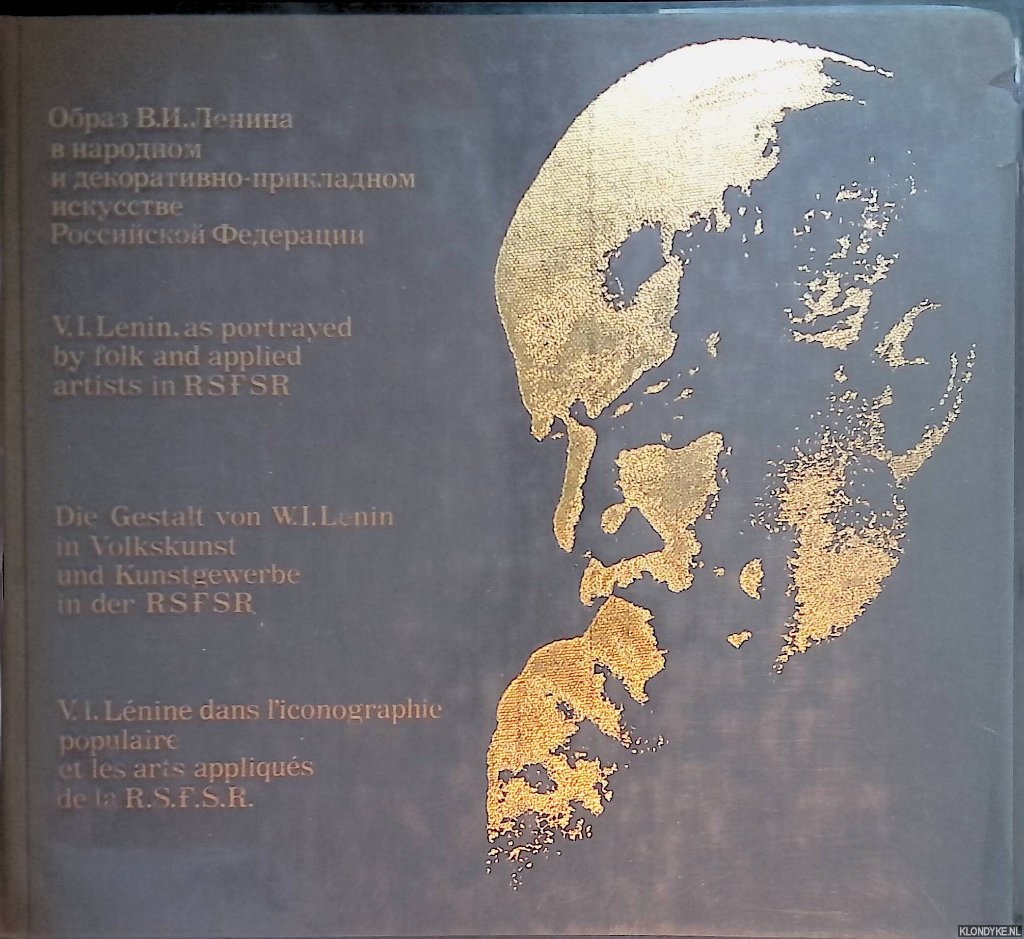 Образ В.И.Ленина
в народном
и декоративно-прикладном
искусстве
Российской Федерации
V.I.Lenin, as portrayed
by folk and applied
artists in RSFSR
Die Gestalt von W.I.Lenin
in Volkskunst
und Kunstgewerbe
in der RSFSR
V.I.Lénine dans l'iconographie
populaire
et les arts appliqués
de la R.S.F.S.R.
KLONDYKE.NL